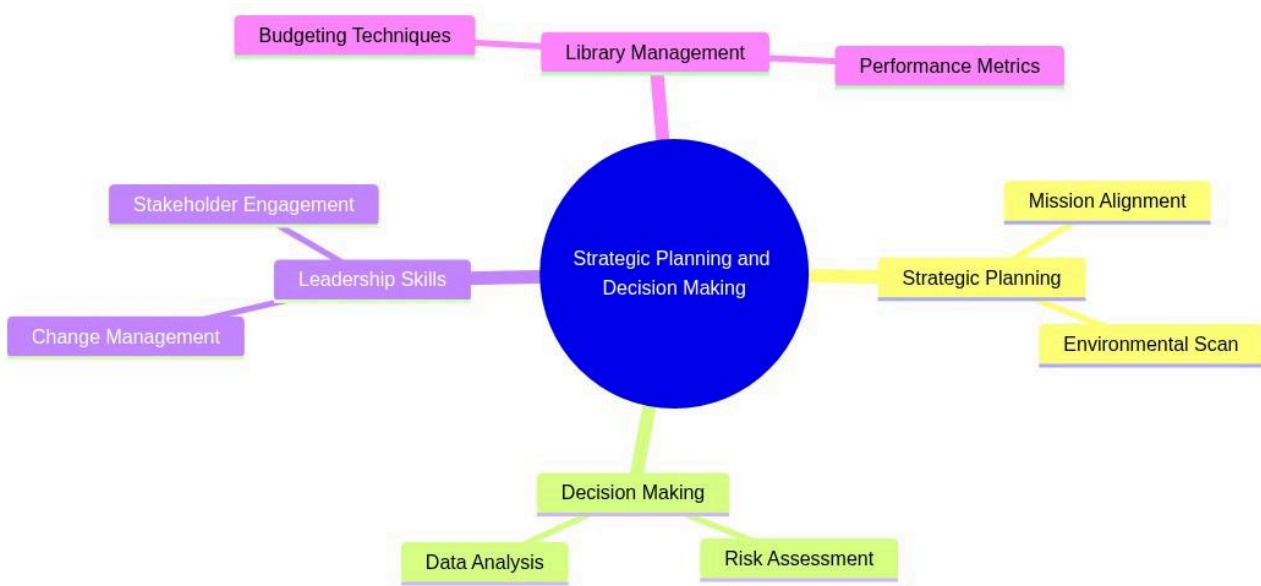 Budgeting Techniques
Library Management
Performance Metrics
Stakeholder Engagement
Leadership Skills
Change Management
Strategic Planning and
Decision Making
Mission Alignment
Strategic Planning
Environmental Scan
Decision Making
Data Analysis
Risk Assessment